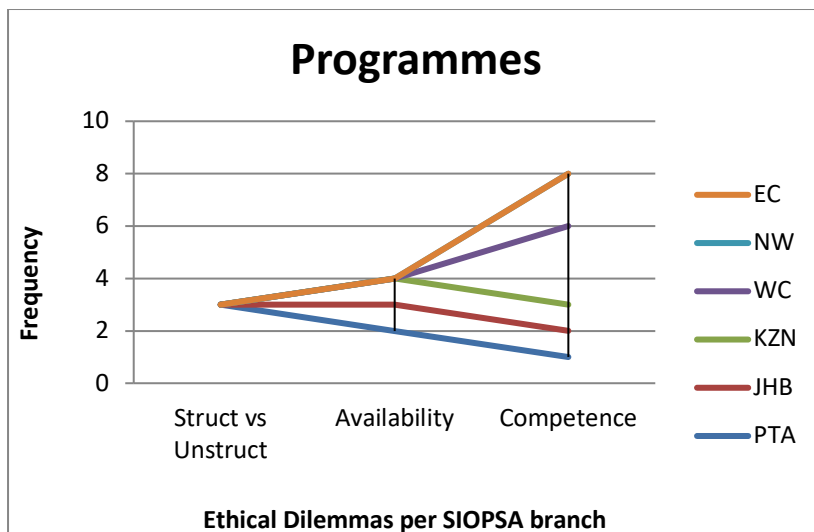 Programmes
10
8
6
4
2
0
Frequency
Struct vs
Unstruct
Availability
Competence
EC
NW
WC
KZN
JHB
PTA
Ethical Dilemmas per SIOPSA branch